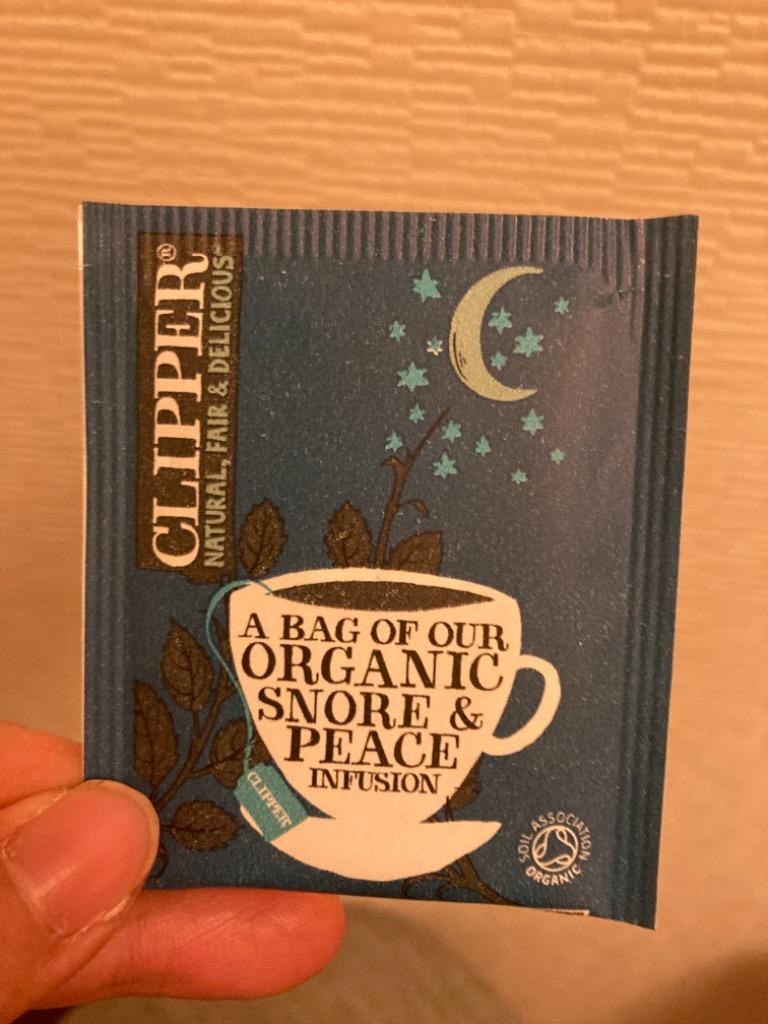 CLIPPER®
NATURAL, FAIR & DELICIOUS®
A BAG OF OUR
ORGANIC
SNORE &
PEACE
INFUSION
CLIPPER
SOIL ASSOCIATION
ORGANIC